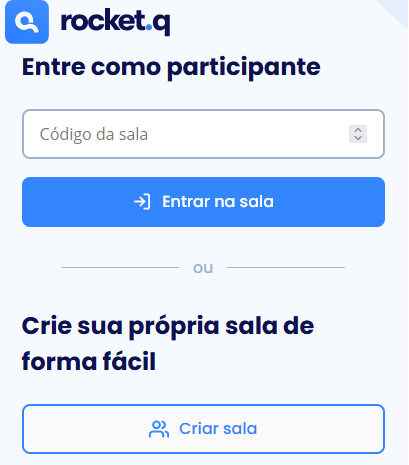 rocket.q
Entre como participante
Código da sala
Entrar na sala
ou
Crie sua própria sala de
forma fácil
Criar sala